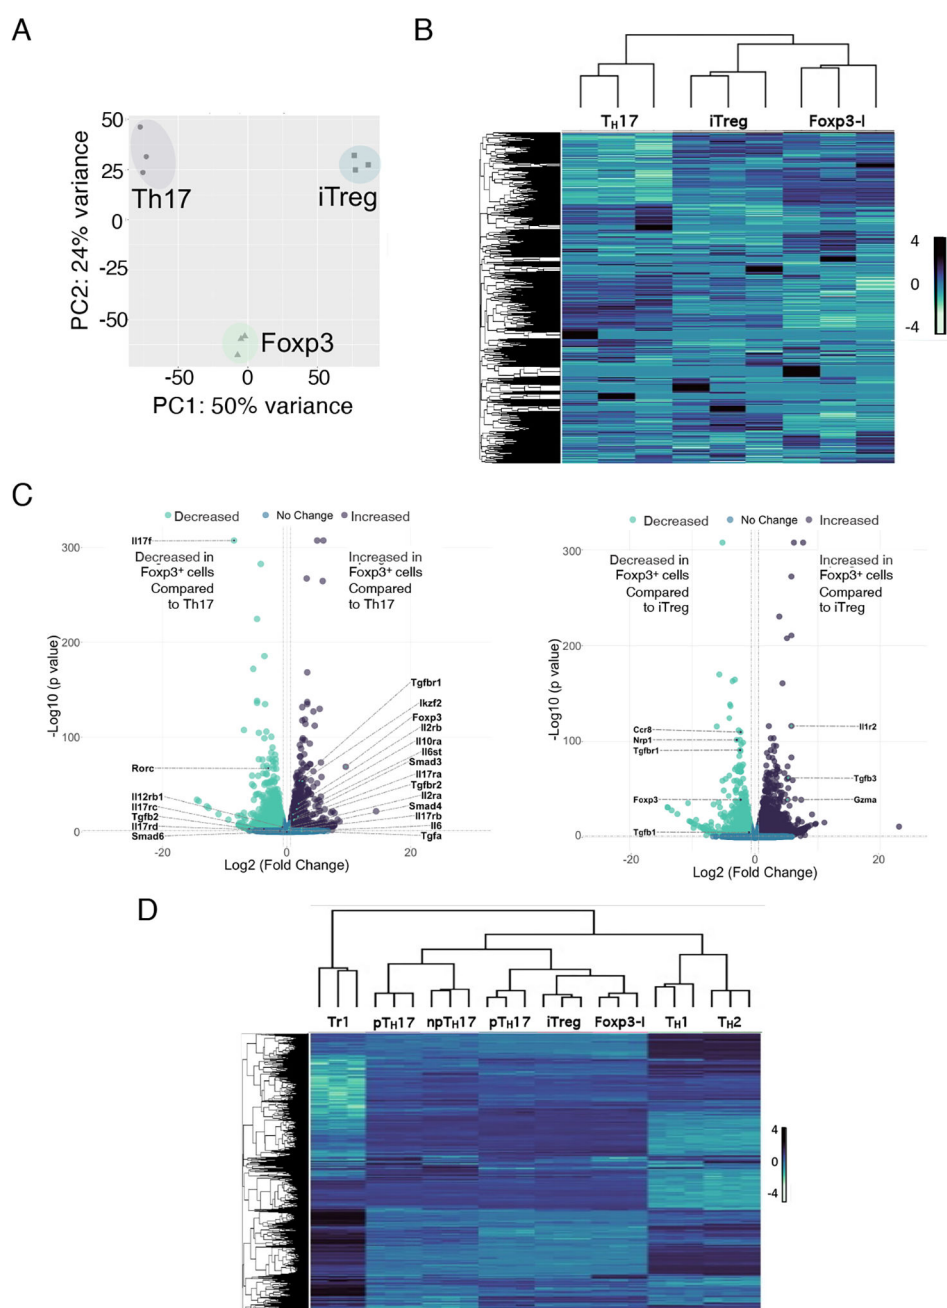 A
50
25
0
-25
-50
PC2: 24% variance
Th17
iTreg
Foxp3
-50
0
50
PC1: 50% variance
B
TH17
iTreg
Foxp3-I
4
0
-4
C
Decreased
No Change
Increased
Il17f
300
Decreased in
Foxp3+ cells
Compared
to Th17
Increased in
Foxp3+ cells
Compared
to Th17
200
-Log10 (p value)
100
0
Tgfbr1
Ikzf2
Foxp3
Il2rb
Il10ra
Il6st
Smad3
Il17ra
Tgfbr2
Il2ra
Smad4
Il17rb
Il6
Tgfa
Rorc
Il12rb1
Il17rc
Tgfb2
Il17rd
Smad6
-20
0
20
Log2 (Fold Change)
Decreased
No Change
Increased
300
Decreased in
Foxp3+ cells
Compared
to iTreg
Increased in
Foxp3+ cells
Compared
to iTreg
200
-Log10 (p value)
100
0
Ccr8
Nrp1
Tgfbr1
Foxp3
Tgfb1
Il1r2
Tgfb3
Gzma
-20
0
20
Log2 (Fold Change)
D
Tr1
pTH17
npTH17
pTH17
iTreg
Foxp3-I
TH1
TH2
4
0
-4